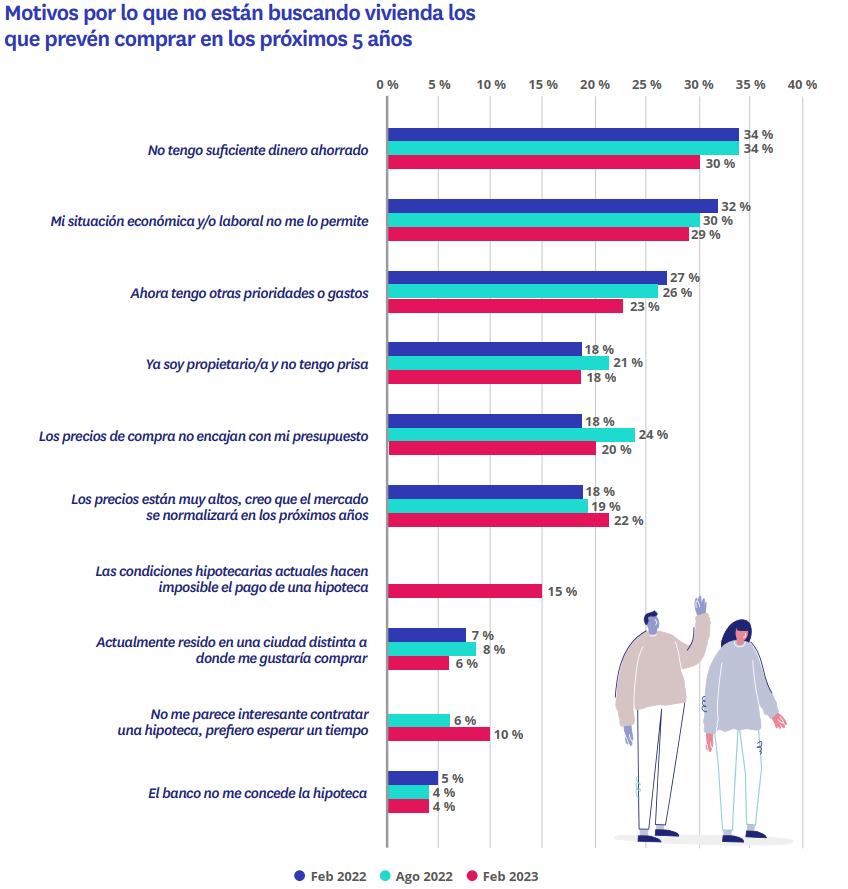 Motivos por lo que no están buscando vivienda los
que prevén comprar en los próximos 5 años
0 % 5 % 10 % 15 % 20 % 25 % 30 % 35 % 40 %
No tengo suficiente dinero ahorrado
34 %
34 %
30 %
Mi situación económica y/o laboral no me lo permite
32 %
30 %
29 %
Ahora tengo otras prioridades o gastos
27 %
26 %
23 %
Ya soy propietario/a y no tengo prisa
18 %
21 %
18 %
Los precios de compra no encajan con mi presupuesto
18 %
24 %
20 %
Los precios están muy altos, creo que el mercado
se normalizará en los próximos años
18 %
19 %
22 %
Las condiciones hipotecarias actuales hacen
imposible el pago de una hipoteca
15 %
Actualmente resido en una ciudad distinta a
donde me gustaría comprar
7 %
8 %
6 %
No me parece interesante contratar
una hipoteca, prefiero esperar un tiempo
6 %
10 %
El banco no me concede la hipoteca
5 %
4 %
4 %
Feb 2022 Ago 2022 Feb 2023